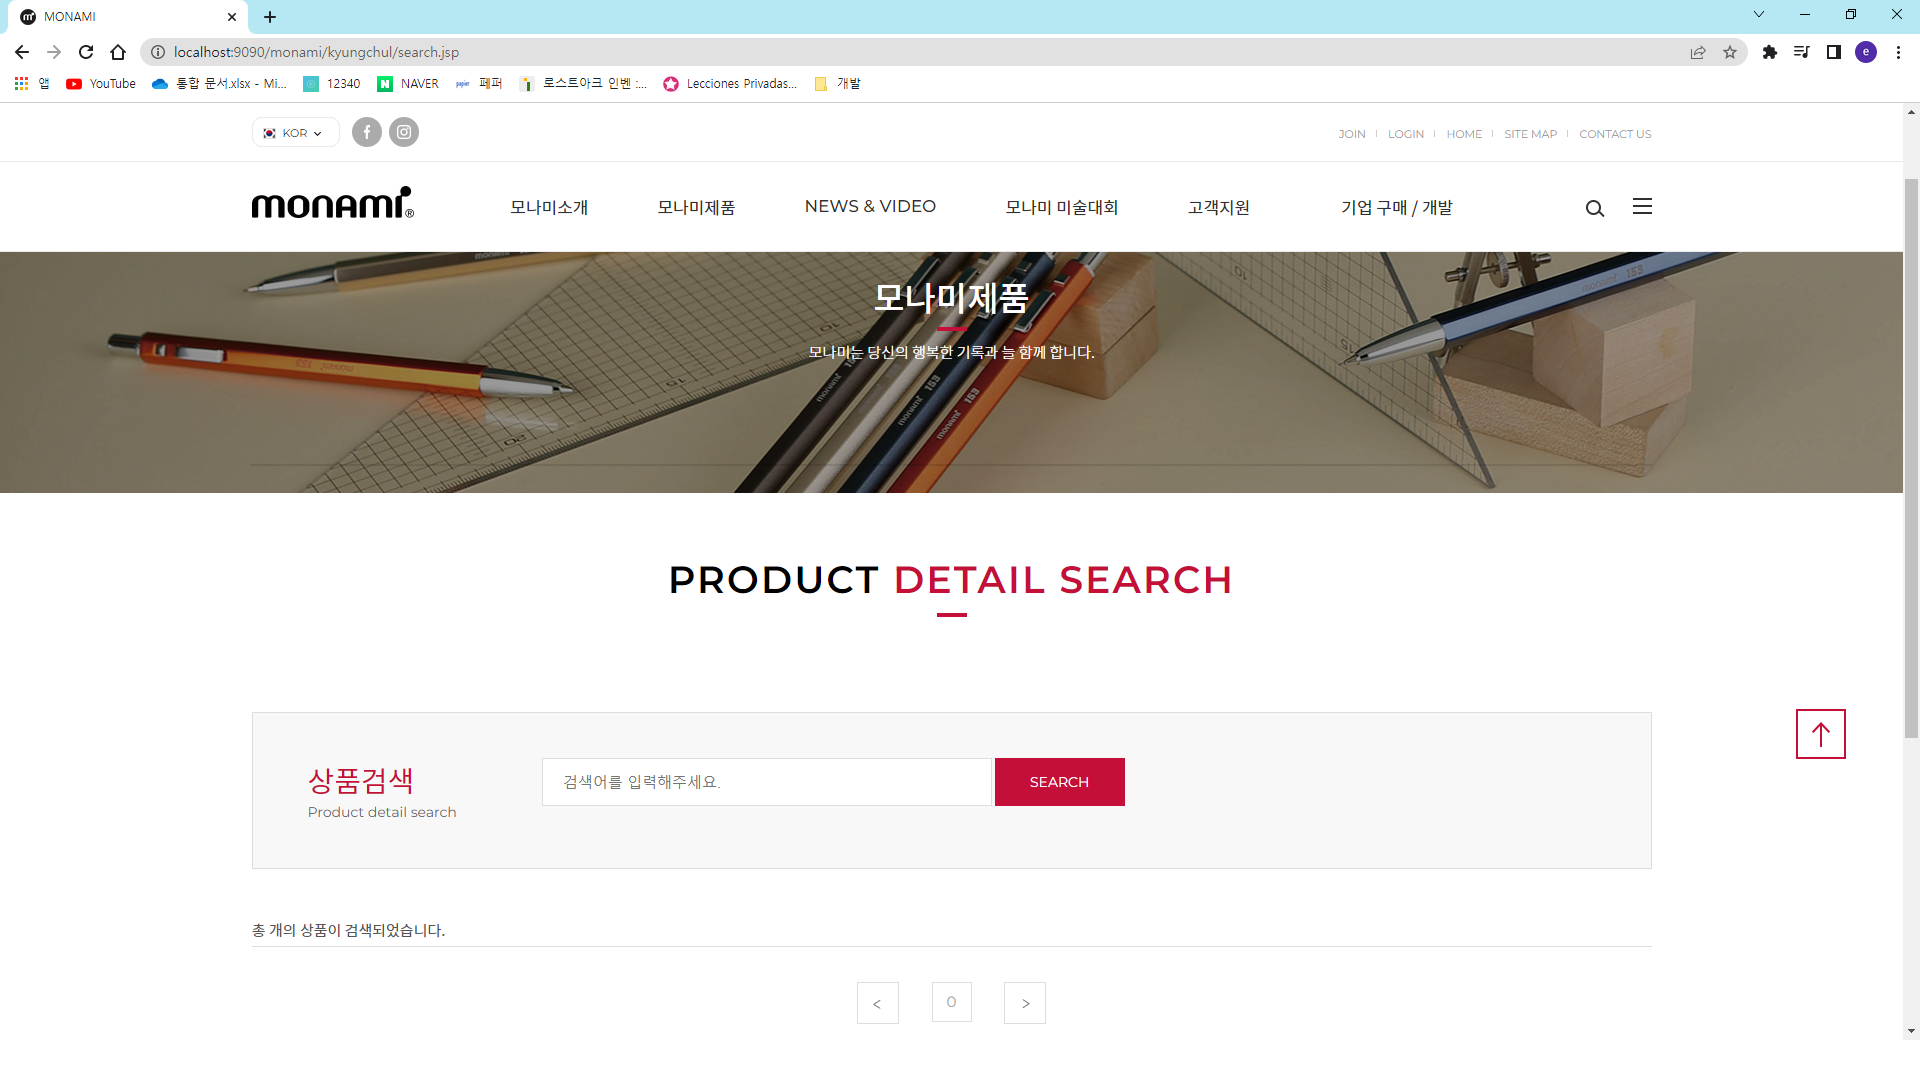 MONAMI
localhost:9090/monami/kyungchul/search.jsp
e
앱
YouTube
통합 문서.xlsx - Mi...
12340
NAVER
페퍼
로스트아크 인벤 :...
Lecciones Privadas...
개발
KOR
JOIN
LOGIN
HOME
SITE MAP
CONTACT US
monami®
모나미소개
모나미제품
NEWS & VIDEO
모나미 미술대회
고객지원
기업 구매 / 개발
모나미제품
모나미는 당신의 행복한 기록과 늘 함께 합니다.
PRODUCT DETAIL SEARCH
상품검색
Product detail search
검색어를 입력해주세요.
SEARCH
총 개의 상품이 검색되었습니다.
< 0 >